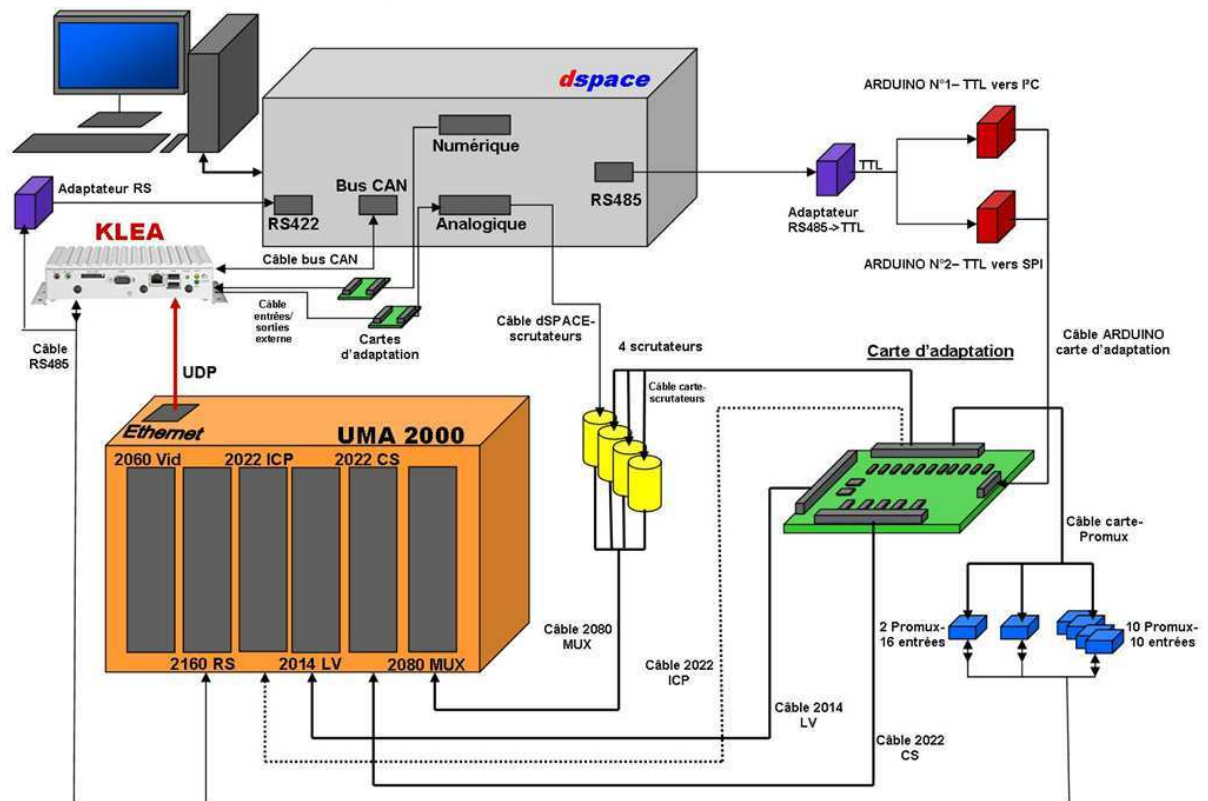 dspace
Numérique
Bus CAN
RS422
Analogique
RS485
Adaptateur RS
KLEA
Câble bus CAN
Câble
entrées/
sorties
externe
Cartes
d'adaptation
Câble
RS485
UDP
Ethernet
UMA 2000
2060 Vid
2022 ICP
2022 CS
2160 RS
2014 LV
2080 MUX
Câble dSPACE-
scrutateurs
4 scrutateurs
Câble carte-
scrutateurs
Câble 2080
MUX
ARDUINO N°1– TTL vers I²C
TTL
Adaptateur
RS485->TTL
ARDUINO N°2– TTL vers SPI
Câble ARDUINO
carte d'adaptation
Carte d'adaptation
Câble carte-
Promux
2 Promux-
16 entrées
10 Promux-
10 entrées
Câble 2022
ICP
Câble 2014
LV
Câble 2022
CS